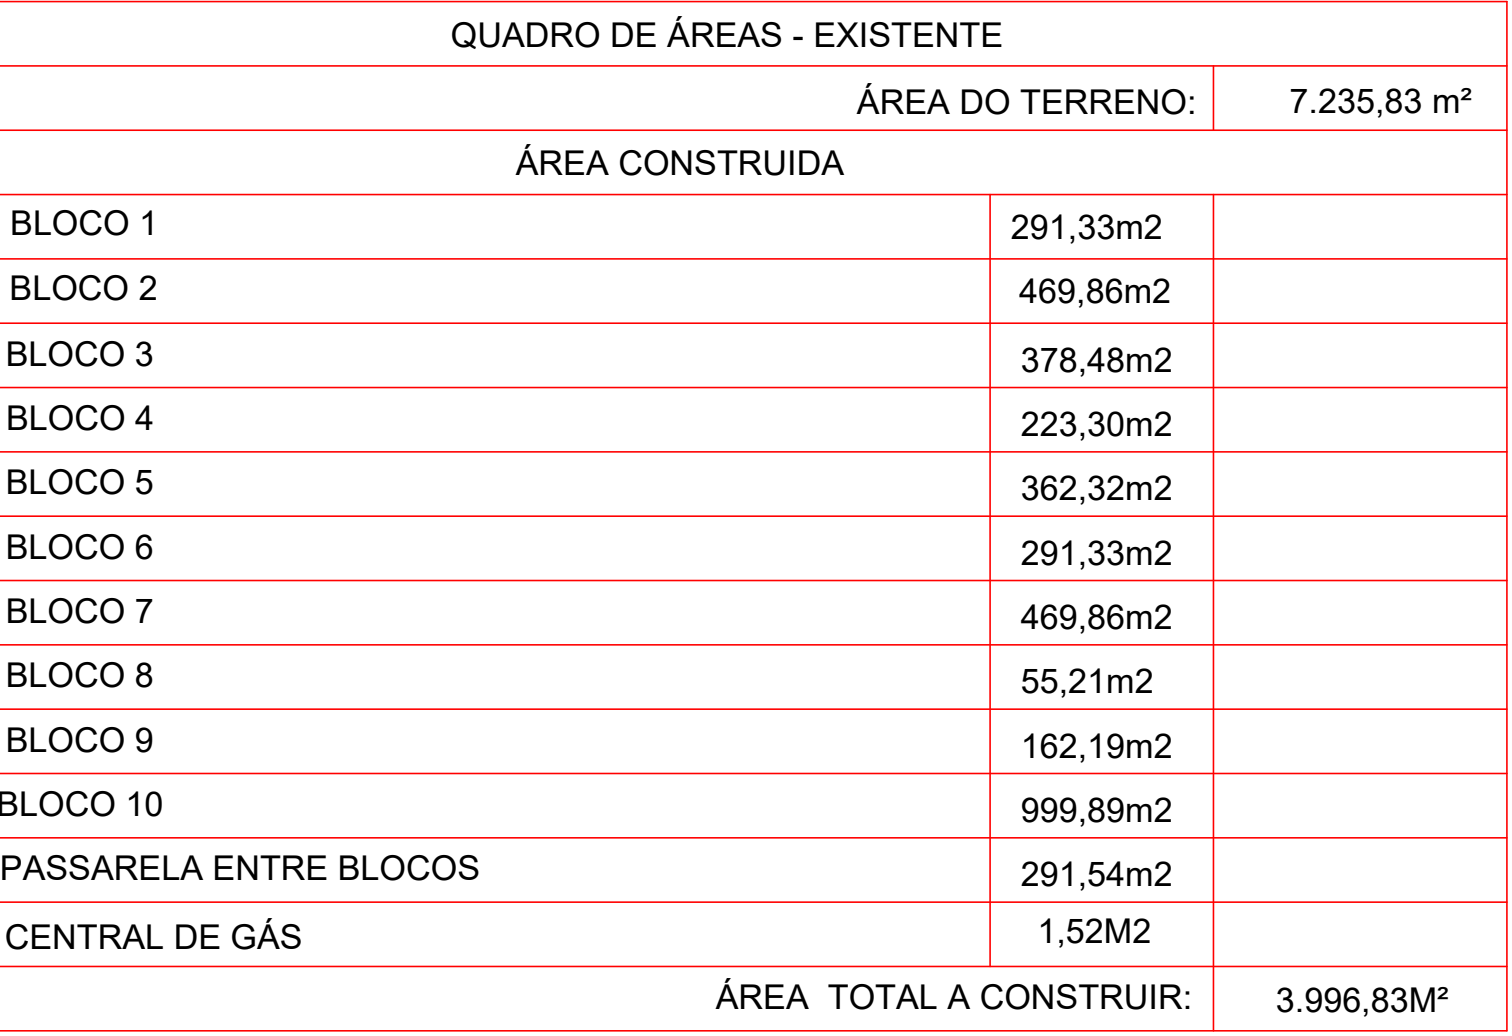 QUADRO DE ÁREAS - EXISTENTE
ÁREA DO TERRENO: 7.235,83 m²
ÁREA CONSTRUIDA
BLOCO 1 291,33m2
BLOCO 2 469,86m2
BLOCO 3 378,48m2
BLOCO 4 223,30m2
BLOCO 5 362,32m2
BLOCO 6 291,33m2
BLOCO 7 469,86m2
BLOCO 8 55,21m2
BLOCO 9 162,19m2
BLOCO 10 999,89m2
PASSARELA ENTRE BLOCOS 291,54m2
CENTRAL DE GÁS 1,52M2
ÁREA TOTAL A CONSTRUIR: 3.996,83M²